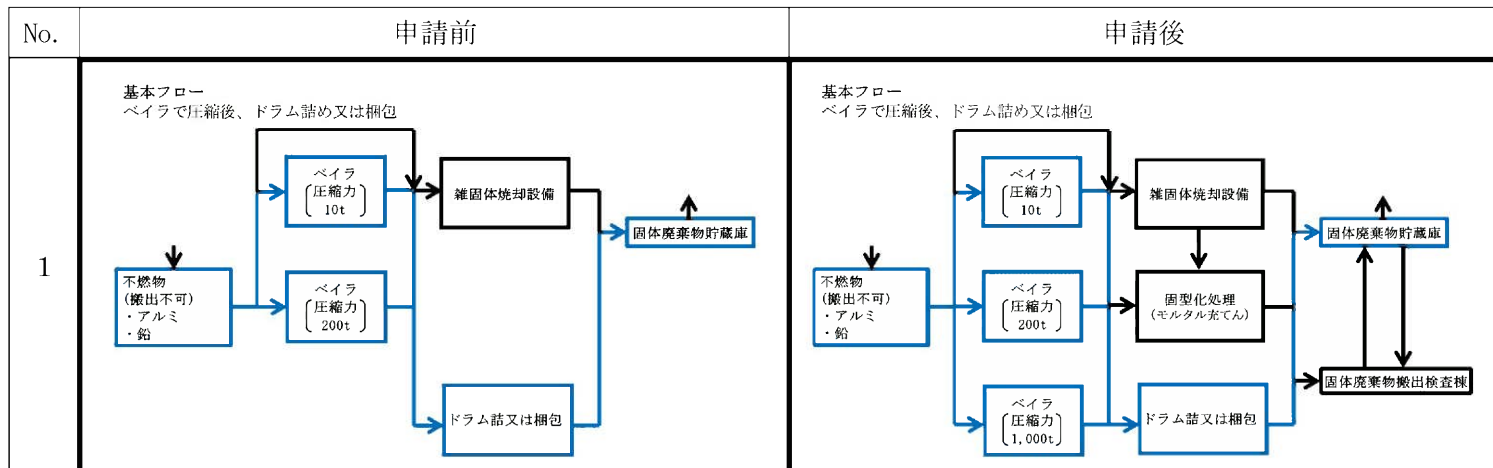 No.
申請前
申請後
1
基本フロー
ベイラで圧縮後、ドラム詰め又は梱包
ベイラ
圧縮力
10t
雑固体焼却設備
固体廃棄物貯蔵庫
不燃物
(搬出不可)
・アルミ
・鉛
ベイラ
圧縮力
200t
ドラム詰又は梱包
基本フロー
ベイラで圧縮後、ドラム詰め又は梱包
ベイラ
圧縮力
10t
雑固体焼却設備
固体廃棄物貯蔵庫
不燃物
(搬出不可)
・アルミ
・鉛
ベイラ
圧縮力
200t
固型化処理
(モルタル充てん)
固体廃棄物搬出検査棟
ベイラ
圧縮力
1,000t
ドラム詰又は梱包